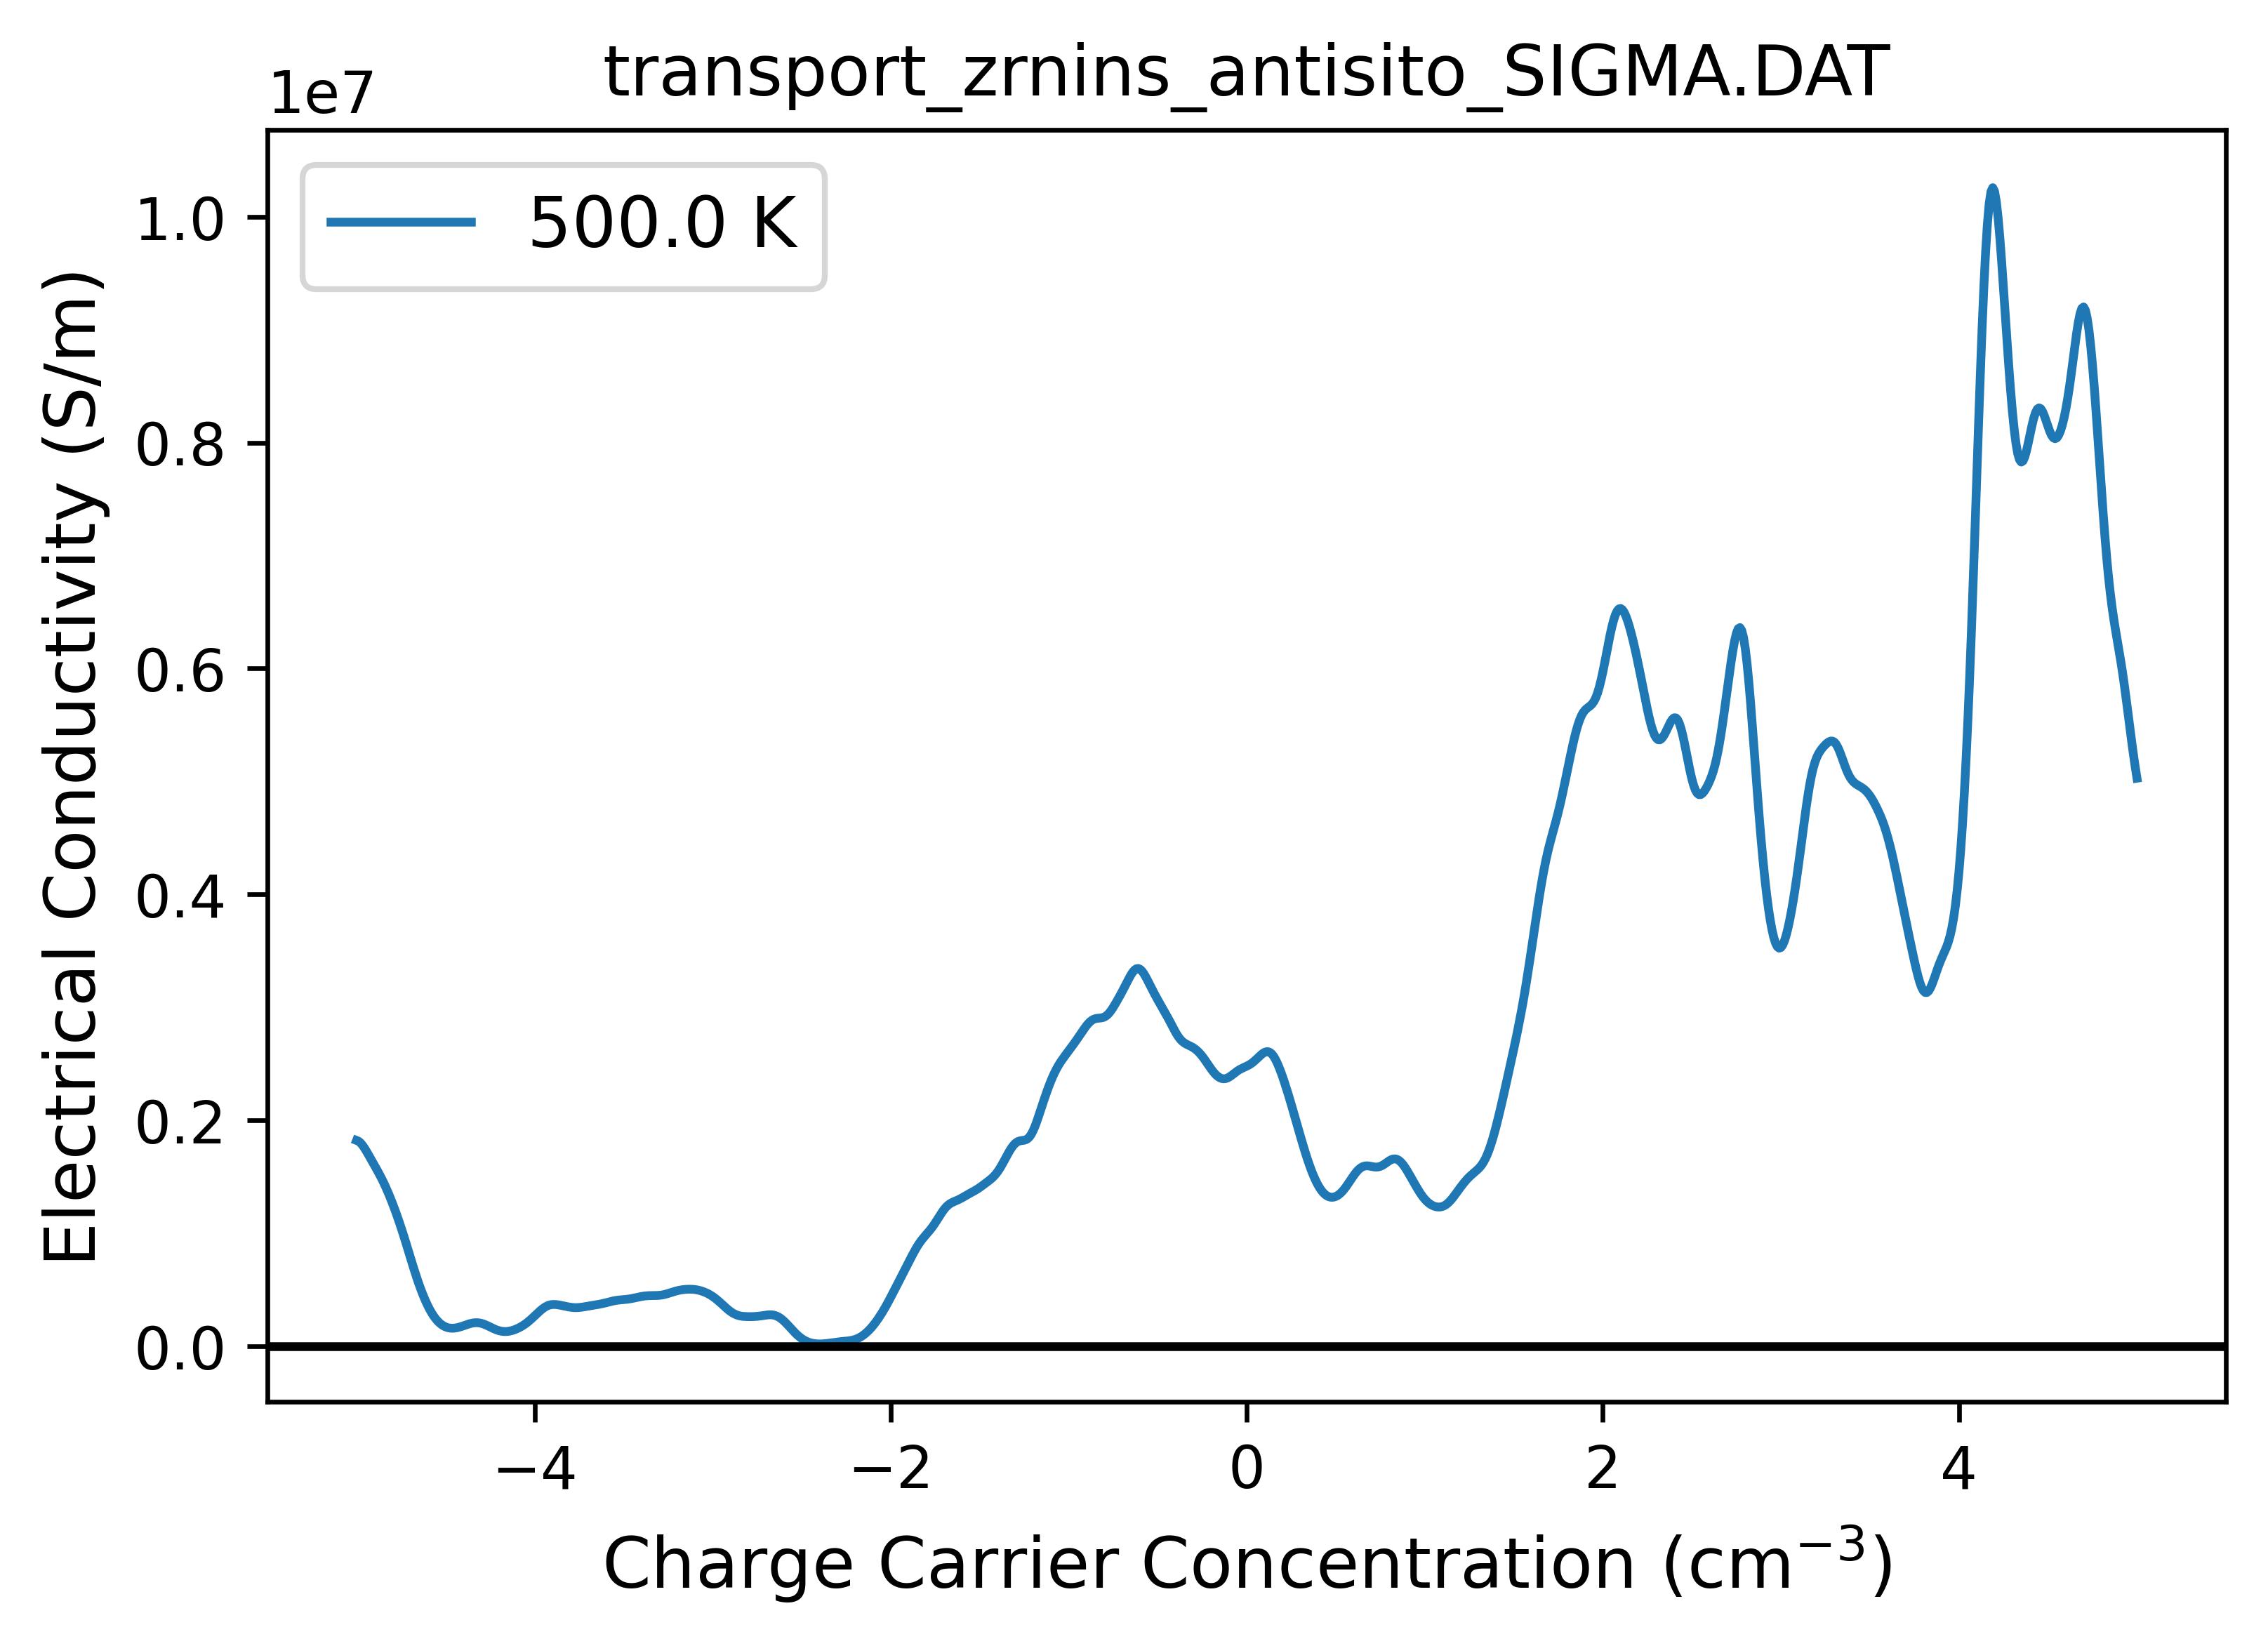 transport_zrnins_antisito_SIGMA.DAT
1e7
500.0 K
1.0
0.8
0.6
0.4
0.2
0.0
Electrical Conductivity (S/m)
−4 −2 0 2 4
Charge Carrier Concentration (cm⁻³)